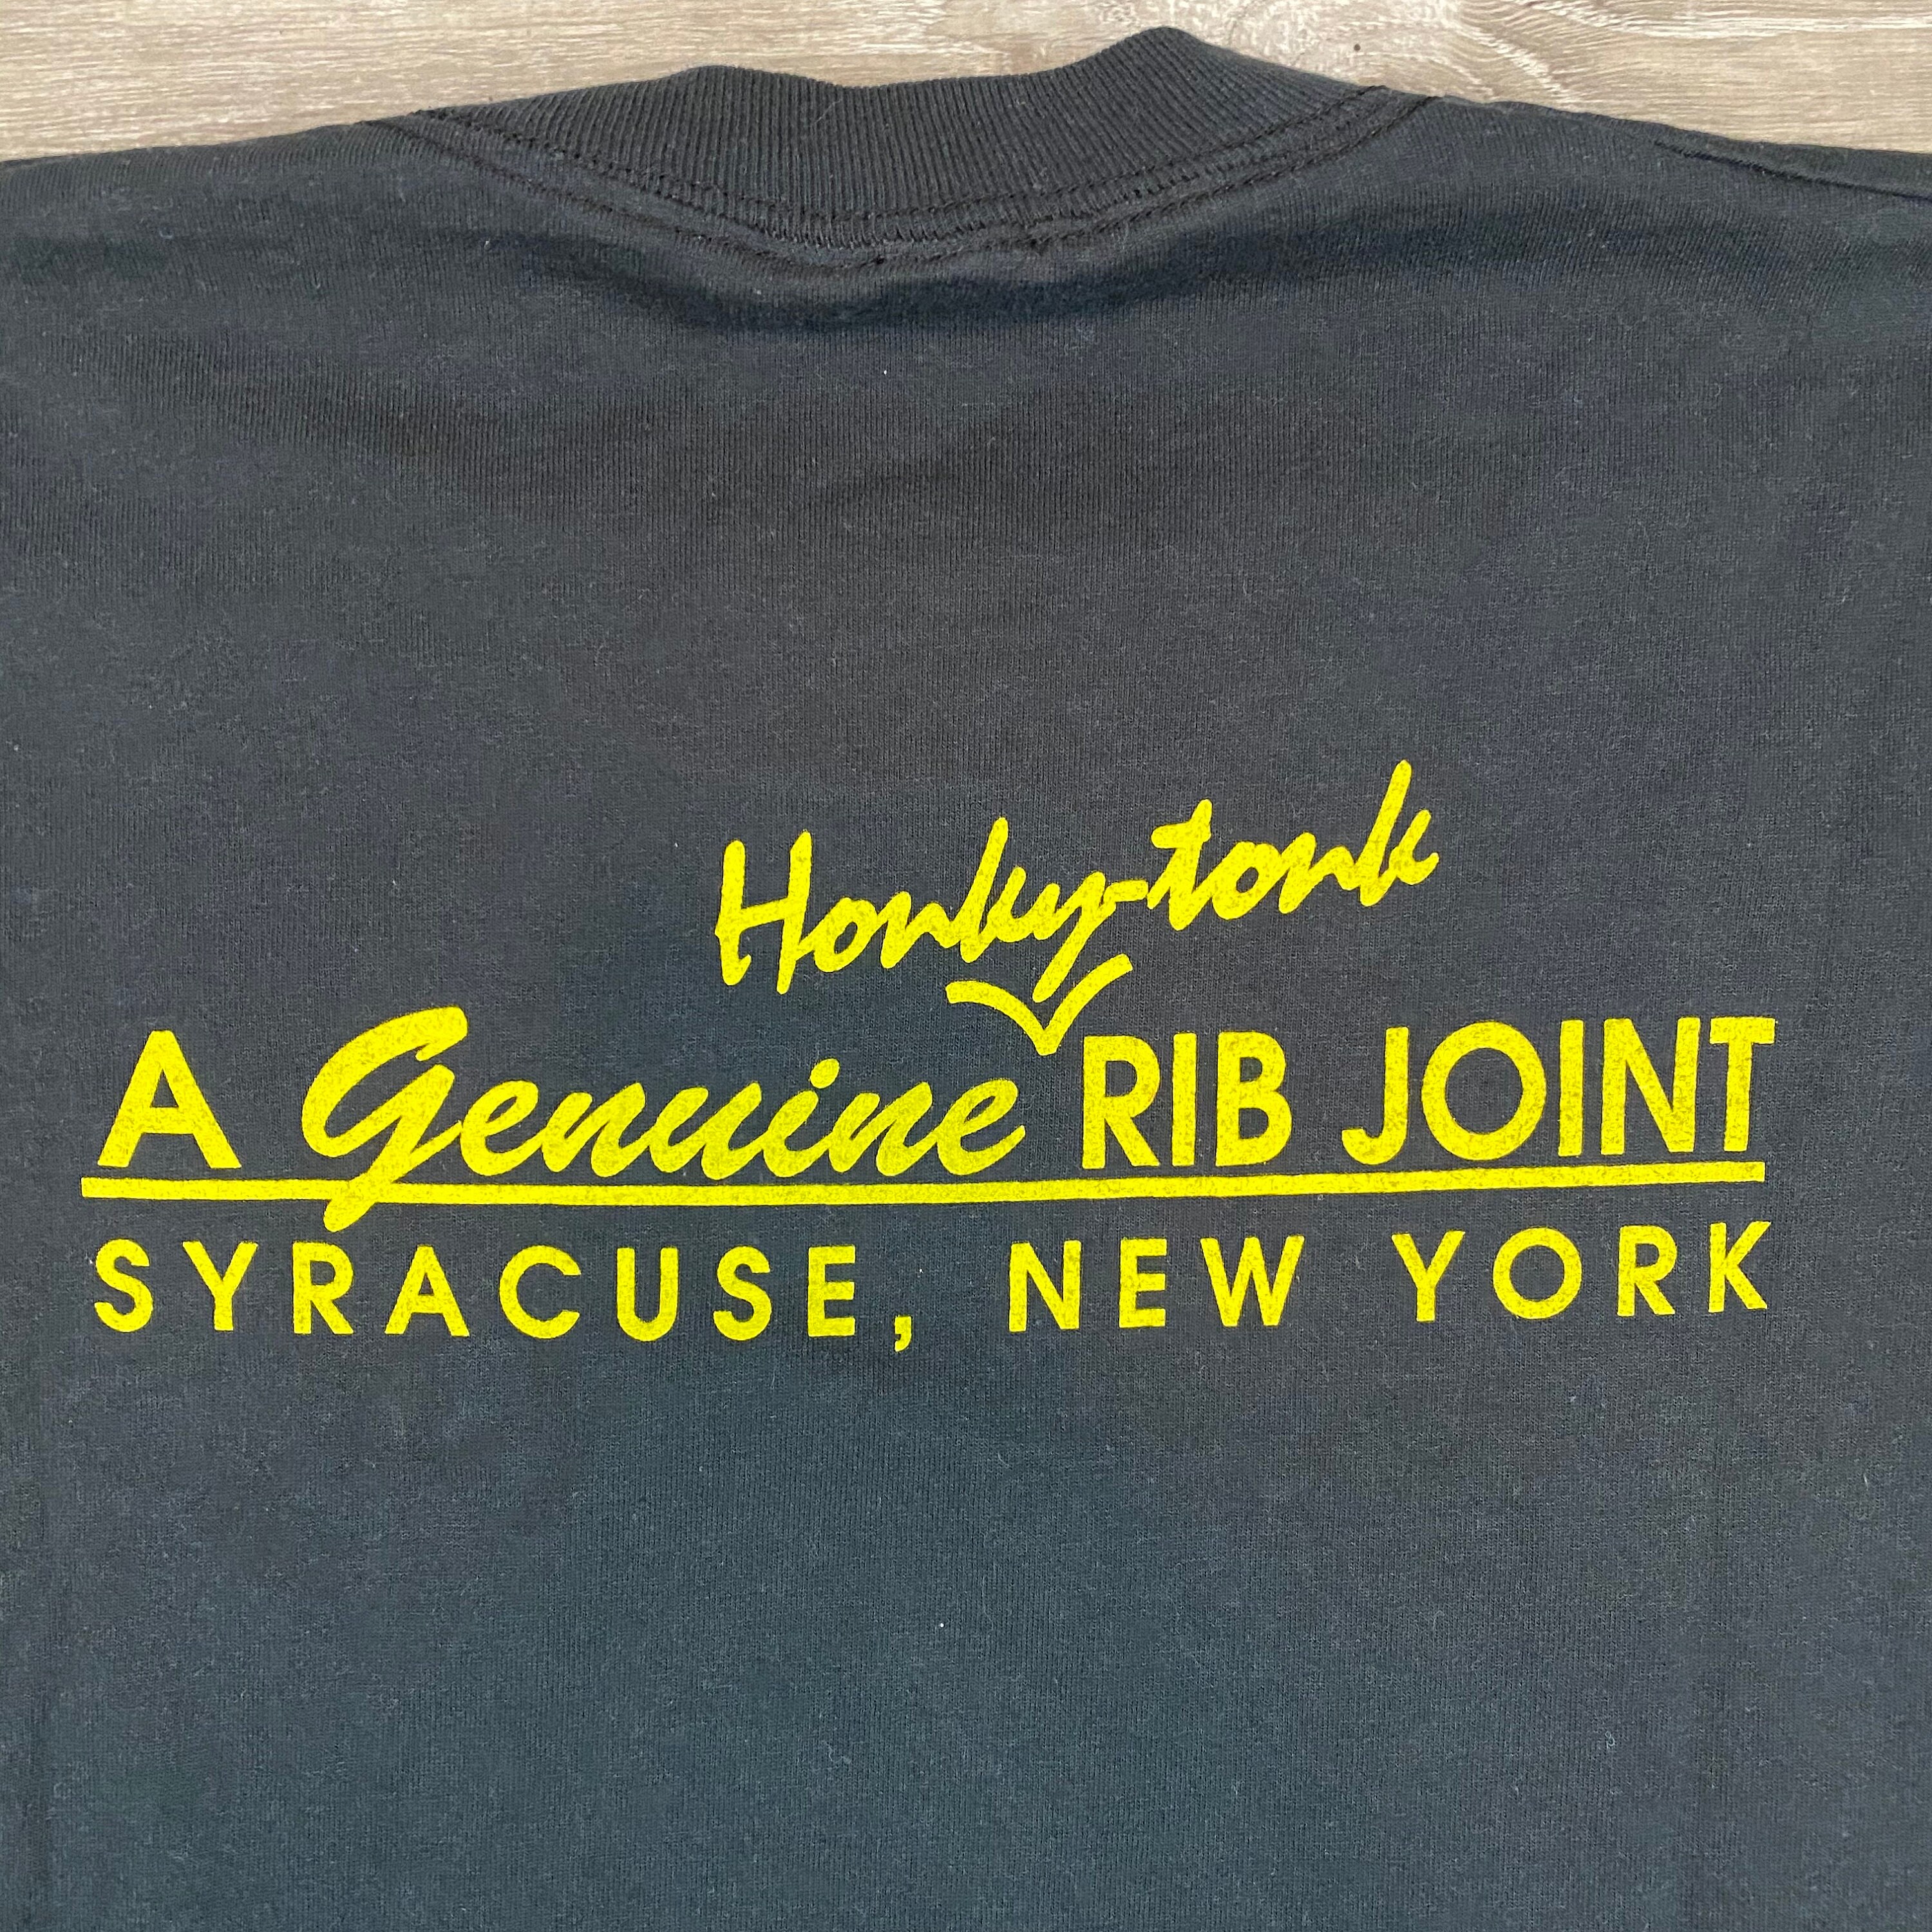 Honky-tonk
A Genuine RIB JOINT
SYRACUSE, NEW YORK